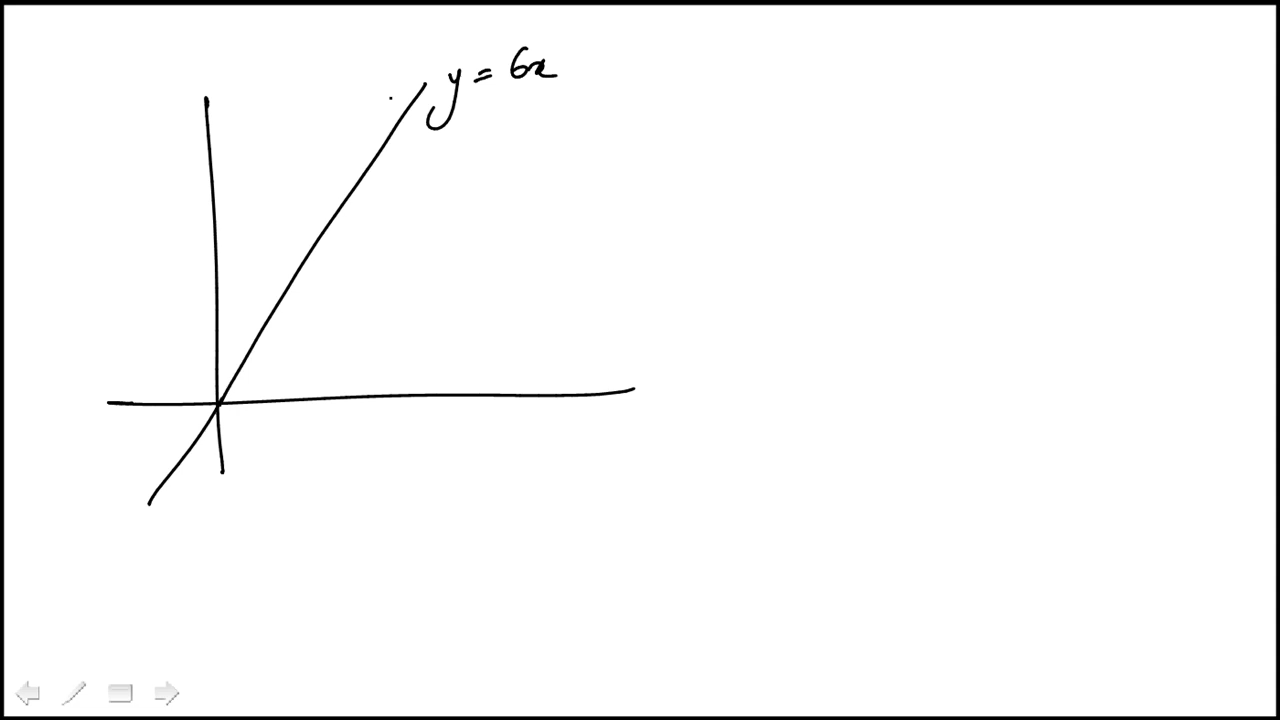 y = 6x